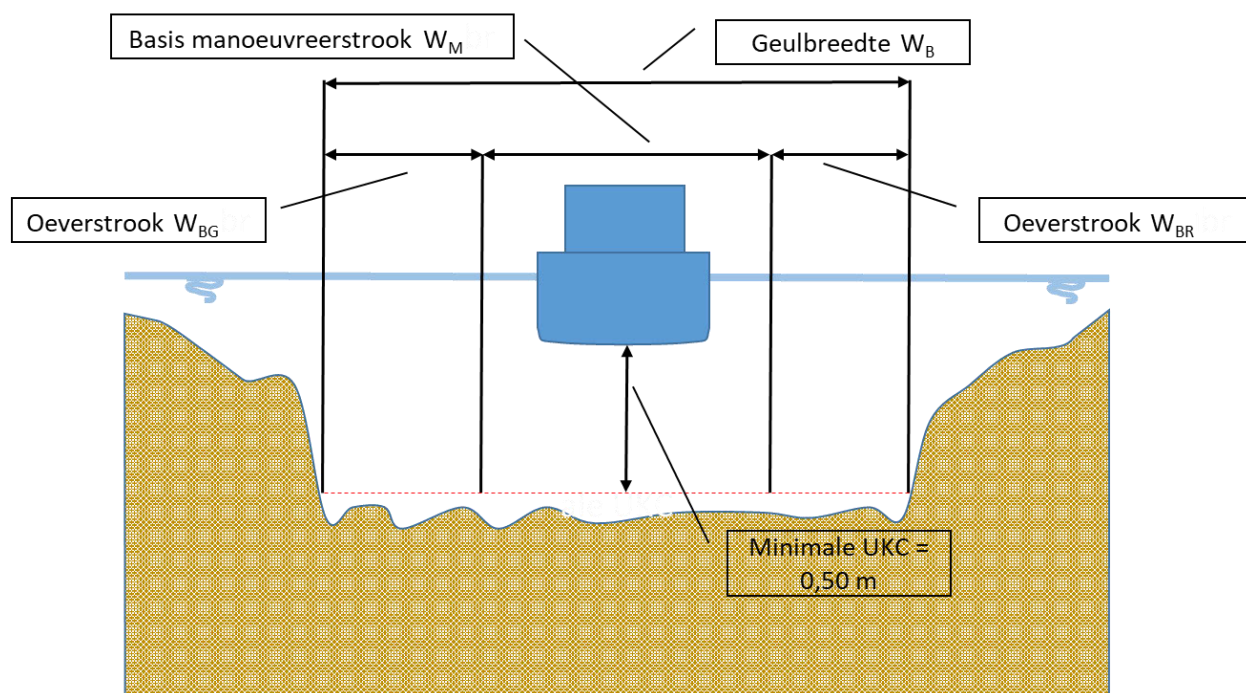 Basis manoeuvreerstrook W_M
Geulbreedte W_B
Oeverstrook W_BG
Oeverstrook W_BR
Minimale UKC =
0,50 m